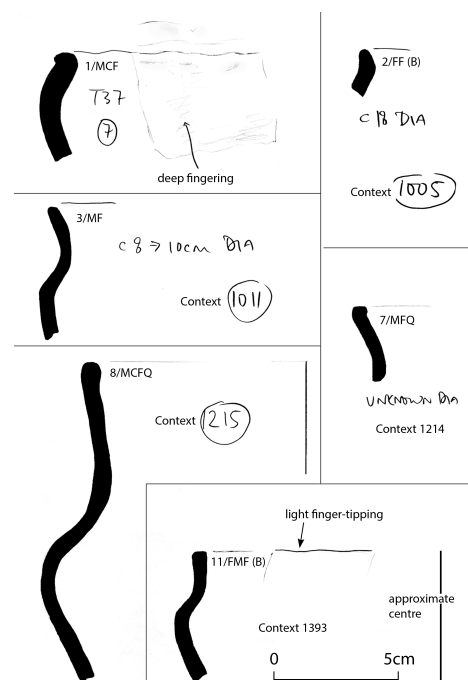 1/MCF
T37
7
deep fingering
2/FF (B)
C 18 DIA
Context 1005
3/MF
C 8 → 10cm DIA
Context 1011
7/MFQ
UNKNOWN DIA
Context 1214
8/MCFQ
Context 1215
light finger-tipping
11/FMF (B)
approximate
centre
Context 1393
0 5cm